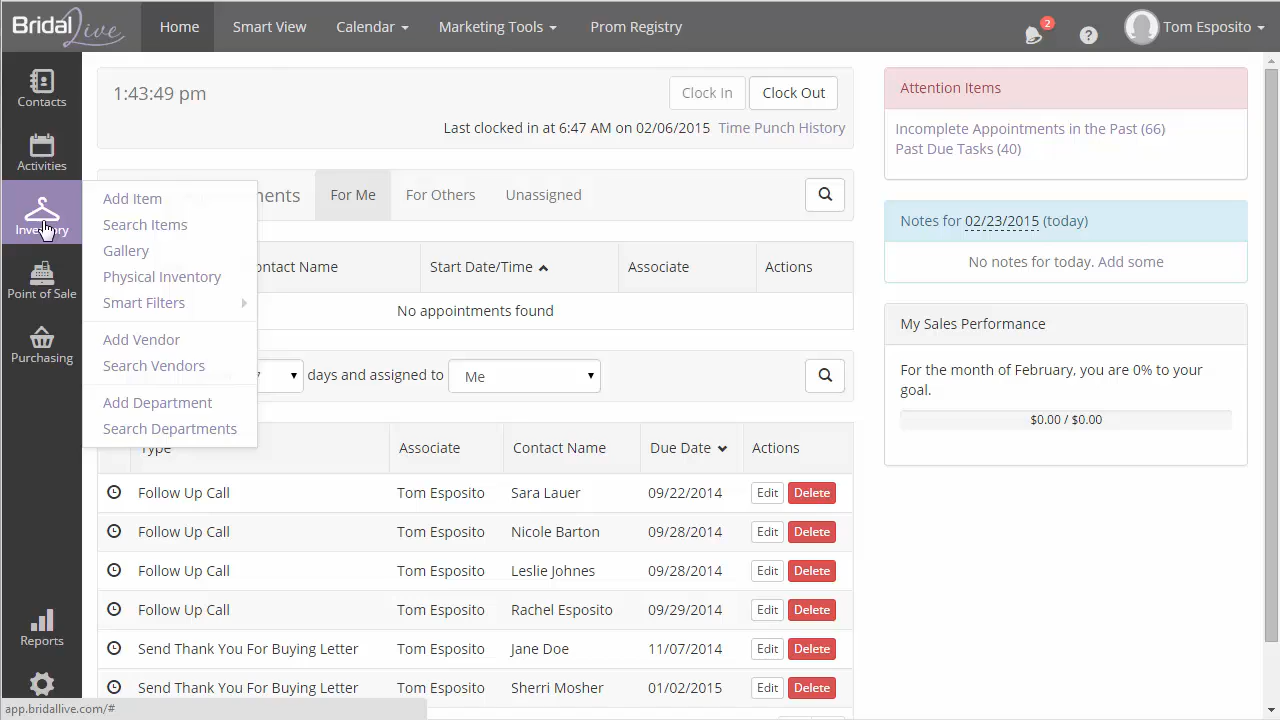 Bridal Live
Home
Smart View
Calendar
Marketing Tools
Prom Registry
2
?
Tom Esposito
Contacts
Activities
Inventory
Point of Sale
Purchasing
Reports
Add Item
Search Items
Gallery
Physical Inventory
Smart Filters
Add Vendor
Search Vendors
Add Department
Search Departments
1:43:49 pm
Clock In
Clock Out
Last clocked in at 6:47 AM on 02/06/2015 Time Punch History
For Me
For Others
Unassigned
Contact Name Start Date/Time Associate Actions
No appointments found
days and assigned to Me
Type Associate Contact Name Due Date Actions
Follow Up Call Tom Esposito Sara Lauer 09/22/2014 Edit Delete
Follow Up Call Tom Esposito Nicole Barton 09/28/2014 Edit Delete
Follow Up Call Tom Esposito Leslie Johnes 09/28/2014 Edit Delete
Follow Up Call Tom Esposito Rachel Esposito 09/29/2014 Edit Delete
Send Thank You For Buying Letter Tom Esposito Jane Doe 11/07/2014 Edit Delete
Send Thank You For Buying Letter Tom Esposito Sherri Mosher 01/02/2015 Edit Delete
Attention Items
Incomplete Appointments in the Past (66)
Past Due Tasks (40)
Notes for 02/23/2015 (today)
No notes for today. Add some
My Sales Performance
For the month of February, you are 0% to your
goal.
$0.00 / $0.00
app.bridallive.com/#